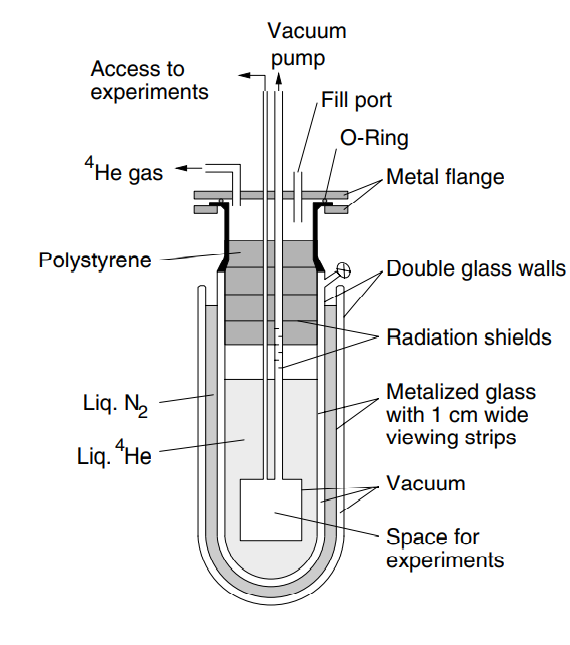 Vacuum
pump
Access to
experiments
Fill port
O-Ring
⁴He gas
Metal flange
Polystyrene
Double glass walls
Radiation shields
Liq. N₂
Metalized glass
with 1 cm wide
viewing strips
Liq. ⁴He
Vacuum
Space for
experiments